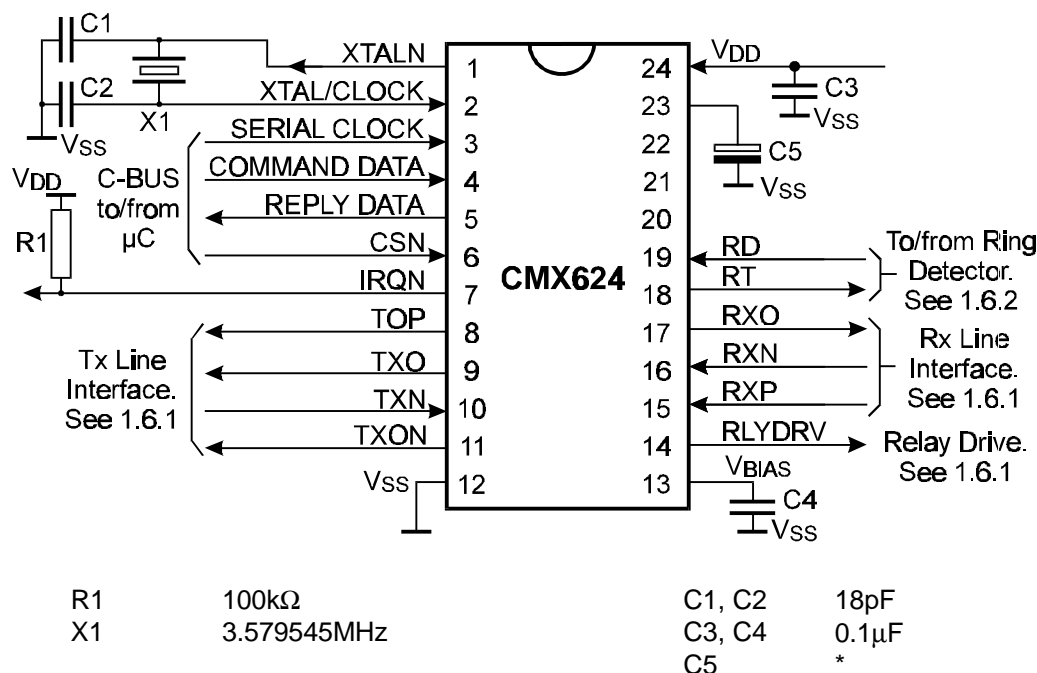 C1
C2
X1
VSS
XTALN
XTAL/CLOCK
SERIAL CLOCK
COMMAND DATA
REPLY DATA
CSN
IRQN
TOP
TXO
TXN
TXON
VSS
C-BUS
to/from
µC
VDD
R1
Tx Line
Interface.
See 1.6.1
1
2
3
4
5
6
7
8
9
10
11
12
CMX624
24
23
22
21
20
19
18
17
16
15
14
13
VDD
C3
VSS
C5
VSS
RD
RT
RXO
RXN
RXP
RLYDRV
VBIAS
C4
VSS
To/from Ring
Detector.
See 1.6.2
Rx Line
Interface.
See 1.6.1
Relay Drive.
See 1.6.1
R1 100kΩ C1, C2 18pF
X1 3.579545MHz C3, C4 0.1µF
C5 *